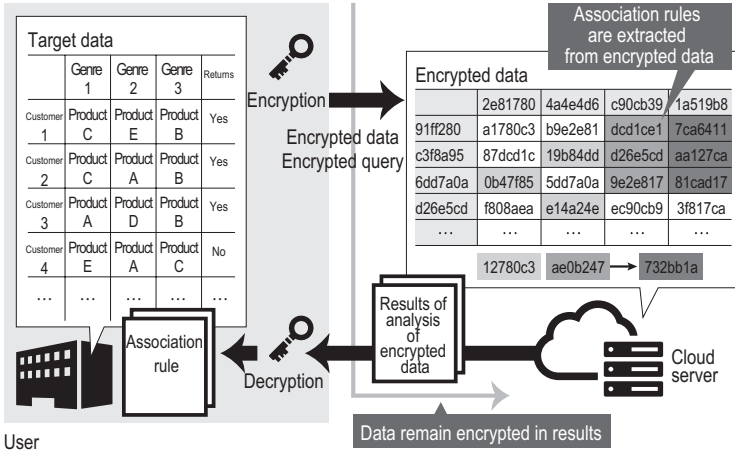 Target data
Genre 1 Genre 2 Genre 3 Returns
Customer 1 Product C Product E Product B Yes
Customer 2 Product C Product A Product B Yes
Customer 3 Product A Product D Product B Yes
Customer 4 Product E Product A Product C No
… … … … …
Encryption
Encrypted data
Encrypted query
Association rules
are extracted
from encrypted data
Encrypted data
2e81780 4a4e4d6 c90cb39 1a519b8
91ff280 a1780c3 b9e2e81 dcd1ce1 7ca6411
c3f8a95 87dcd1c 19b84dd d26e5cd aa127ca
6dd7a0a 0b47f85 5dd7a0a 9e2e817 81cad17
d26e5cd f808aea e14a24e ec90cb9 3f817ca
… … … … …
12780c3 ae0b247 → 732bb1a
Results of
analysis
of
encrypted
data
Association
rule
Decryption
Cloud
server
Data remain encrypted in results
User